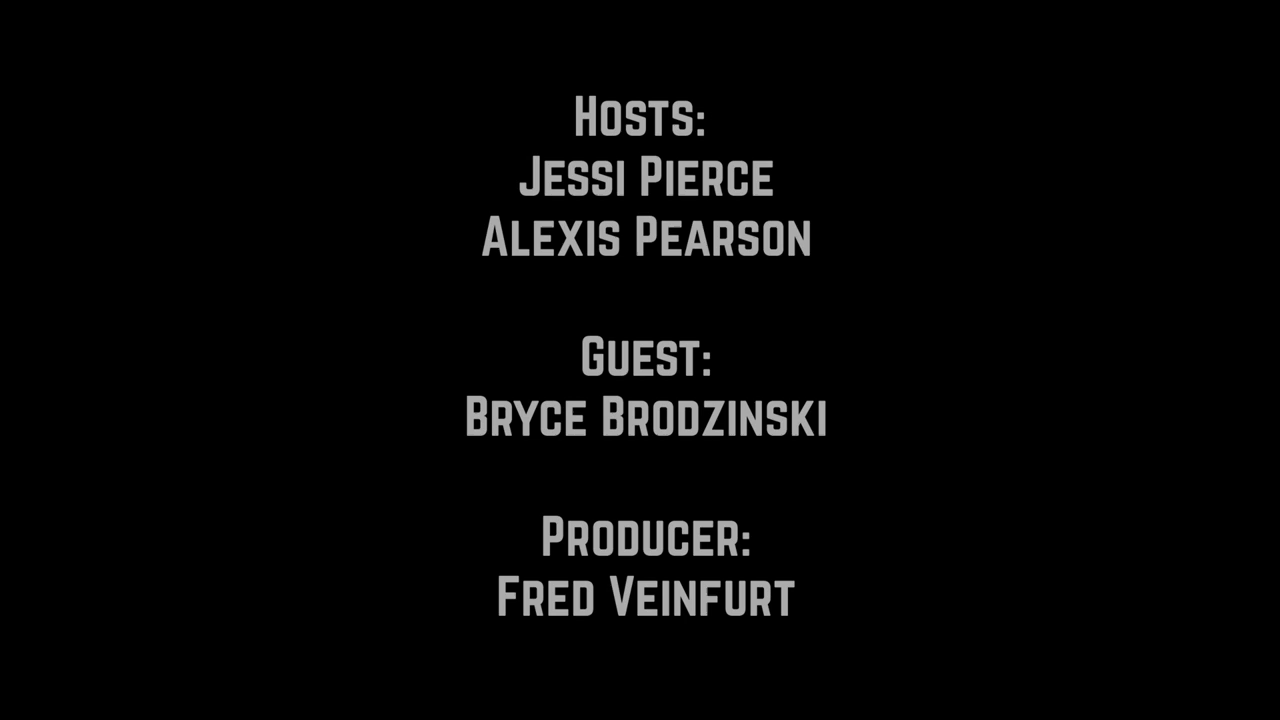 Hosts:
Jessi Pierce
Alexis Pearson
Guest:
Bryce Brodzinski
Producer:
Fred Veinfurt